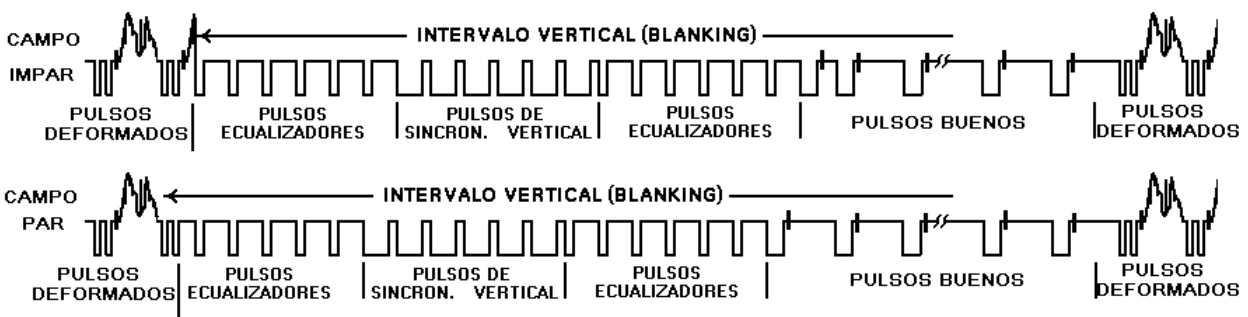 CAMPO
IMPAR
INTERVALO VERTICAL (BLANKING)
PULSOS
DEFORMADOS
PULSOS
ECUALIZADORES
PULSOS DE
SINCRON. VERTICAL
PULSOS
ECUALIZADORES
PULSOS BUENOS
PULSOS
DEFORMADOS
CAMPO
PAR
INTERVALO VERTICAL (BLANKING)
PULSOS
DEFORMADOS
PULSOS
ECUALIZADORES
PULSOS DE
SINCRON. VERTICAL
PULSOS
ECUALIZADORES
PULSOS BUENOS
PULSOS
DEFORMADOS